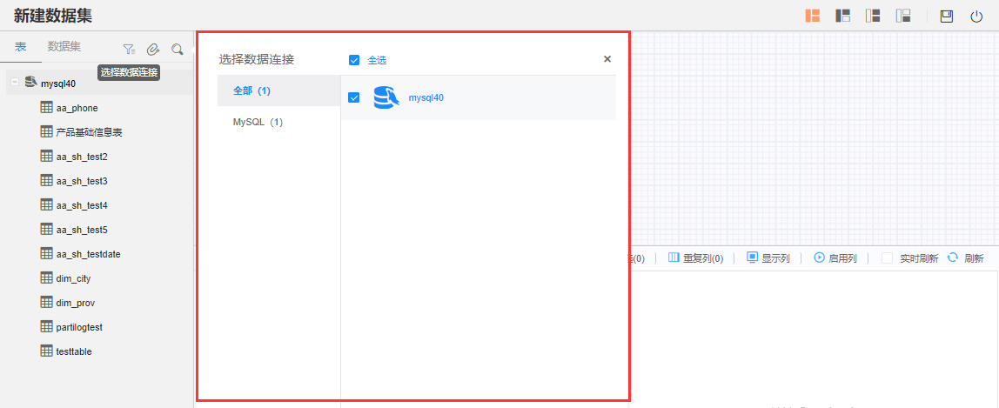 新建数据集
表 数据集
选择数据连接
mysql40
aa_phone
产品基础信息表
aa_sh_test2
aa_sh_test3
aa_sh_test4
aa_sh_test5
aa_sh_testdate
dim_city
dim_prov
partilogtest
testtable
选择数据连接 全选
全部（1）
MySQL（1）
mysql40
(0) 重复列(0) 显示列 启用列 实时刷新 刷新